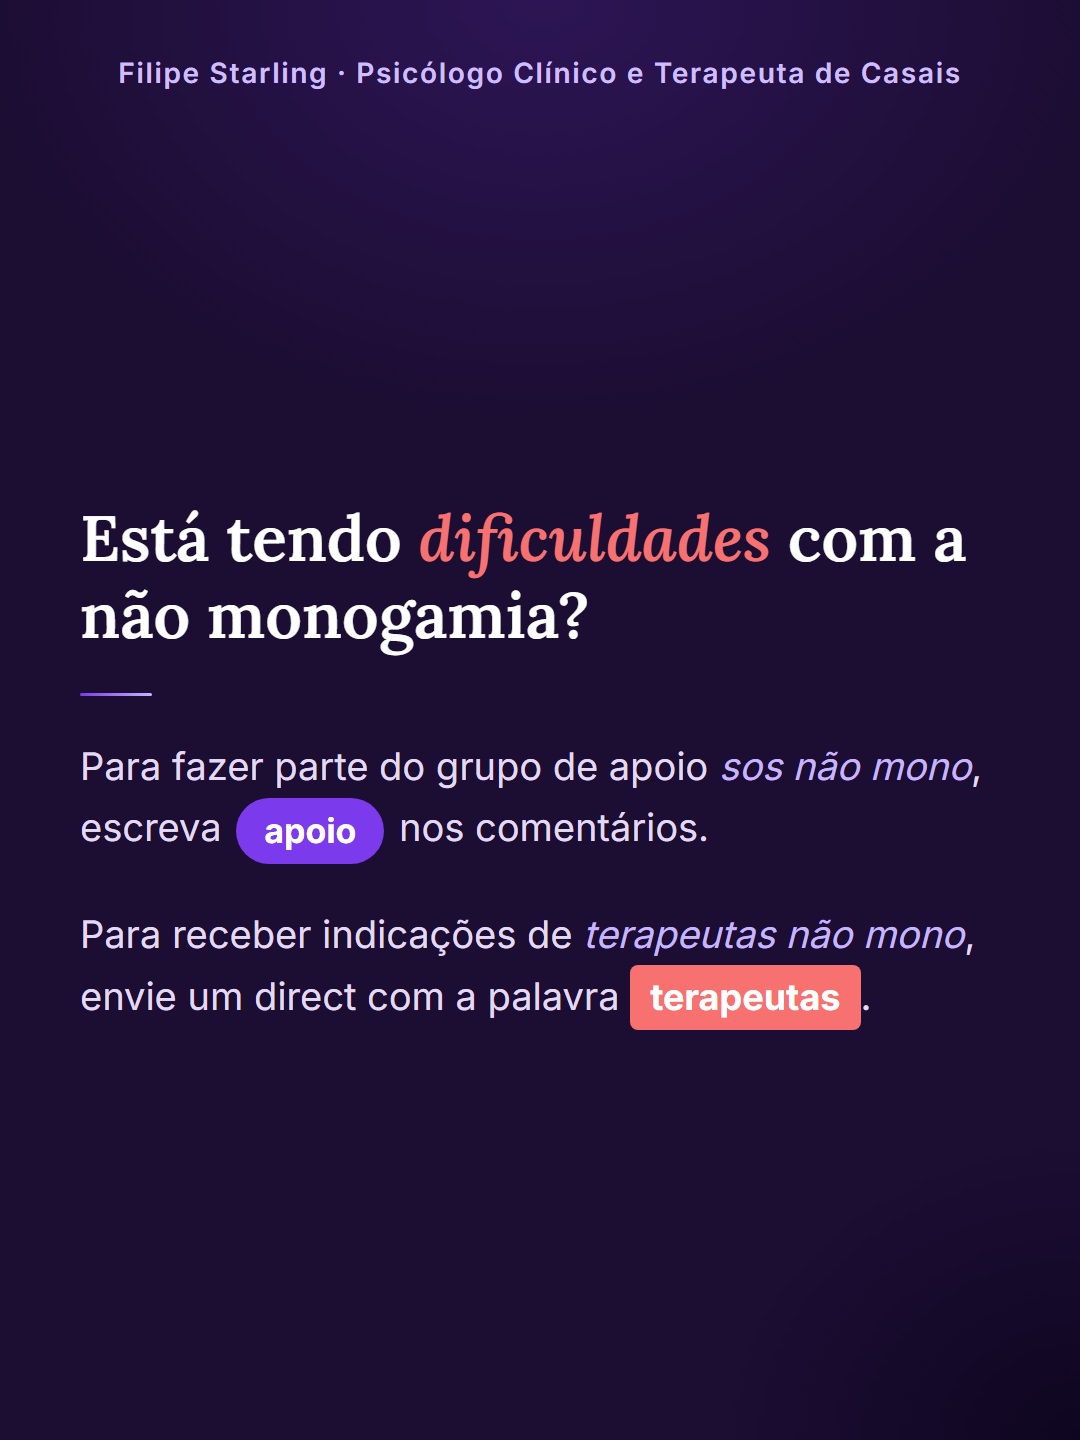 Filipe Starling · Psicólogo Clínico e Terapeuta de Casais
Está tendo dificuldades com a
não monogamia?
Para fazer parte do grupo de apoio sos não mono,
escreva apoio nos comentários.
Para receber indicações de terapeutas não mono,
envie um direct com a palavra terapeutas.